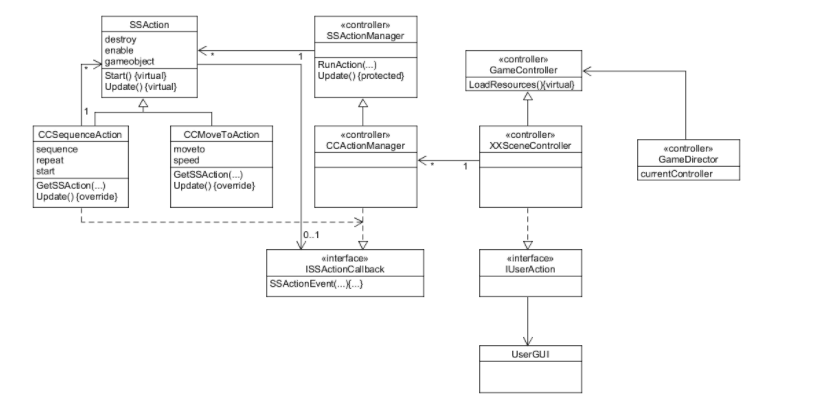 SSAction
destroy
enable
gameobject
Start() {virtual}
Update() {virtual}
*
1
*
1
«controller»
SSActionManager
RunAction(...)
Update() {protected}
«controller»
GameController
LoadResources(){virtual}
CCSequenceAction
sequence
repeat
start
GetSSAction(...)
Update() {override}
CCMoveToAction
moveto
speed
GetSSAction(...)
Update() {override}
«controller»
CCActionManager
*
1
«controller»
XXSceneController
«controller»
GameDirector
currentController
0..1
«interface»
ISSActionCallback
SSActionEvent(...){...}
«interface»
IUserAction
UserGUI